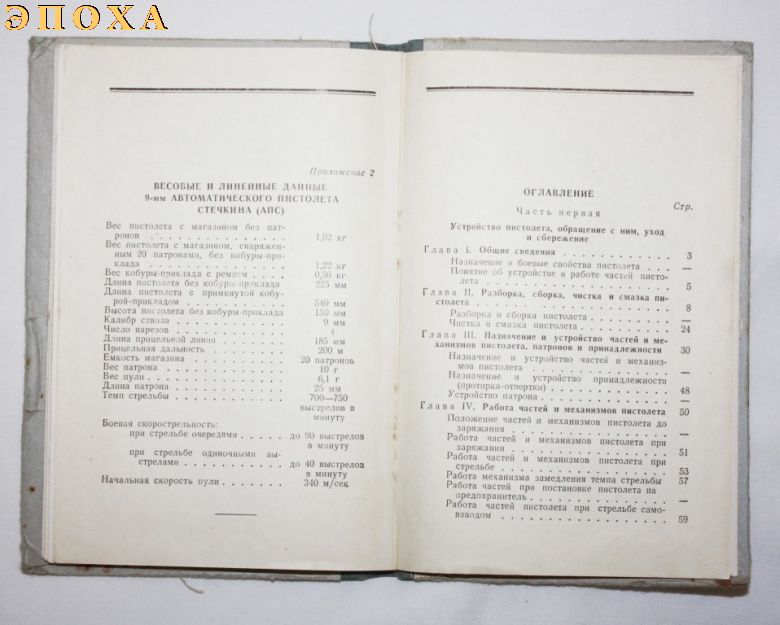 ЭПОХА
Приложение 2
ВЕСОВЫЕ И ЛИНЕЙНЫЕ ДАННЫЕ
9-мм АВТОМАТИЧЕСКОГО ПИСТОЛЕТА
СТЕЧКИНА (АПС)
Вес пистолета с магазином без пат-
ронов . . . . . . . . . . . . 1,02 кг
Вес пистолета с магазином, снаряжен-
ным 20 патронами, без кобуры-при-
клада . . . . . . . . . . . . 1,22 кг
Вес кобуры-приклада с ремнем . . . 0,56 кг
Длина пистолета без кобуры-приклада 225 мм
Длина пистолета с примкнутой кобу-
рой-прикладом . . . . . . . . . 540 мм
Высота пистолета без кобуры-приклада 150 мм
Калибр ствола . . . . . . . . . . 9 мм
Число нарезов . . . . . . . . . . 4
Длина прицельной линии . . . . . . 185 мм
Прицельная дальность . . . . . . . 200 м
Емкость магазина . . . . . . . . . 20 патронов
Вес патрона . . . . . . . . . . . 10 г
Вес пули . . . . . . . . . . . . 6,1 г
Длина патрона . . . . . . . . . . 25 мм
Темп стрельбы . . . . . . . . . . 700—750
выстрелов в
минуту
Боевая скорострельность:
при стрельбе очередями . . . . . до 90 выстрелов
в минуту
при стрельбе одиночными вы-
стрелами . . . . . . . . . . до 40 выстрелов
в минуту
Начальная скорость пули . . . . . . 340 м/сек
ОГЛАВЛЕНИЕ
Стр.
Часть первая
Устройство пистолета, обращение с ним, уход
и сбережение
Глава I. Общие сведения . . . . . . . . . 3
Назначение и боевые свойства пистолета . . . . —
Понятие об устройстве и работе частей писто-
лета . . . . . . . . . . . . . . . . 5
Глава II. Разборка, сборка, чистка и смазка пи-
столета . . . . . . . . . . . . . . . . 8
Разборка и сборка пистолета . . . . . . . . —
Чистка и смазка пистолета . . . . . . . . . 24
Глава III. Назначение и устройство частей и ме-
ханизмов пистолета, патронов и принадлежности 30
Назначение и устройство частей и механиз-
мов пистолета . . . . . . . . . . . . . —
Назначение и устройство принадлежности
(протирки-отвертки) . . . . . . . . . . . 48
Устройство патрона . . . . . . . . . . . . —
Глава IV. Работа частей и механизмов пистолета 50
Положение частей и механизмов пистолета до
заряжания . . . . . . . . . . . . . . . —
Работа частей и механизмов пистолета при
заряжании . . . . . . . . . . . . . . . 51
Работа частей и механизмов пистолета при
стрельбе . . . . . . . . . . . . . . . 53
Работа механизма замедления темпа стрельбы 57
Работа частей при постановке пистолета на
предохранитель . . . . . . . . . . . . . —
Работа частей пистолета при стрельбе само-
взводом . . . . . . . . . . . . . . . . 59